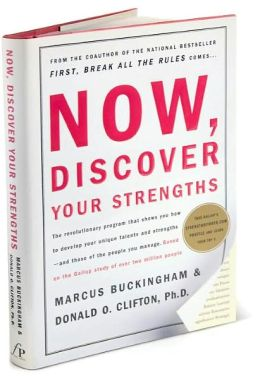 FROM THE COAUTHOR OF THE NATIONAL BESTSELLER
FIRST, BREAK ALL THE RULES COMES...
NOW,
DISCOVER
YOUR STRENGTHS
The revolutionary program that shows you how
to develop your unique talents and strengths
—and those of the people you manage. Based
on the Gallup study of over two million people
MARCUS BUCKINGHAM &
DONALD O. CLIFTON, Ph.D.
NOW, DISCOVER YOUR STRENGTHS
MARCUS BUCKINGHAM &
DONALD O. CLIFTON, Ph.D.
fP